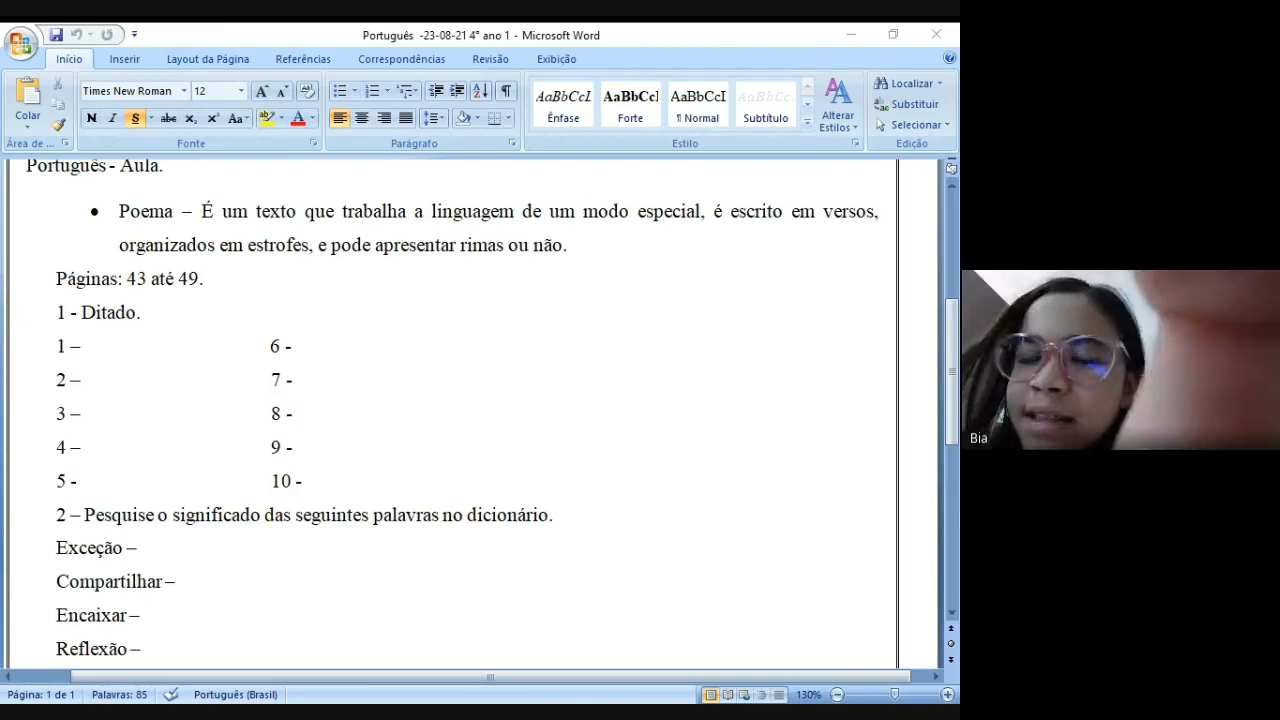 Português -23-08-21 4° ano 1 - Microsoft Word
Início Inserir Layout da Página Referências Correspondências Revisão Exibição
Colar
Times New Roman 12
N I S abc x₂ x² Aa
AaBbCcI AaBbCcI AaBbCcI AaBbCc.
Ênfase Forte ¶ Normal Subtítulo
Alterar Estilos
Localizar
Substituir
Selecionar
Área de ... Fonte Parágrafo Estilo Edição
Português - Aula.
• Poema – É um texto que trabalha a linguagem de um modo especial, é escrito em versos,
organizados em estrofes, e pode apresentar rimas ou não.
Páginas: 43 até 49.
1 - Ditado.
1 – 6 -
2 – 7 -
3 – 8 -
4 – 9 -
5 - 10 -
2 – Pesquise o significado das seguintes palavras no dicionário.
Exceção –
Compartilhar –
Encaixar –
Reflexão –
Página: 1 de 1 Palavras: 85 Português (Brasil) 130%
Bia